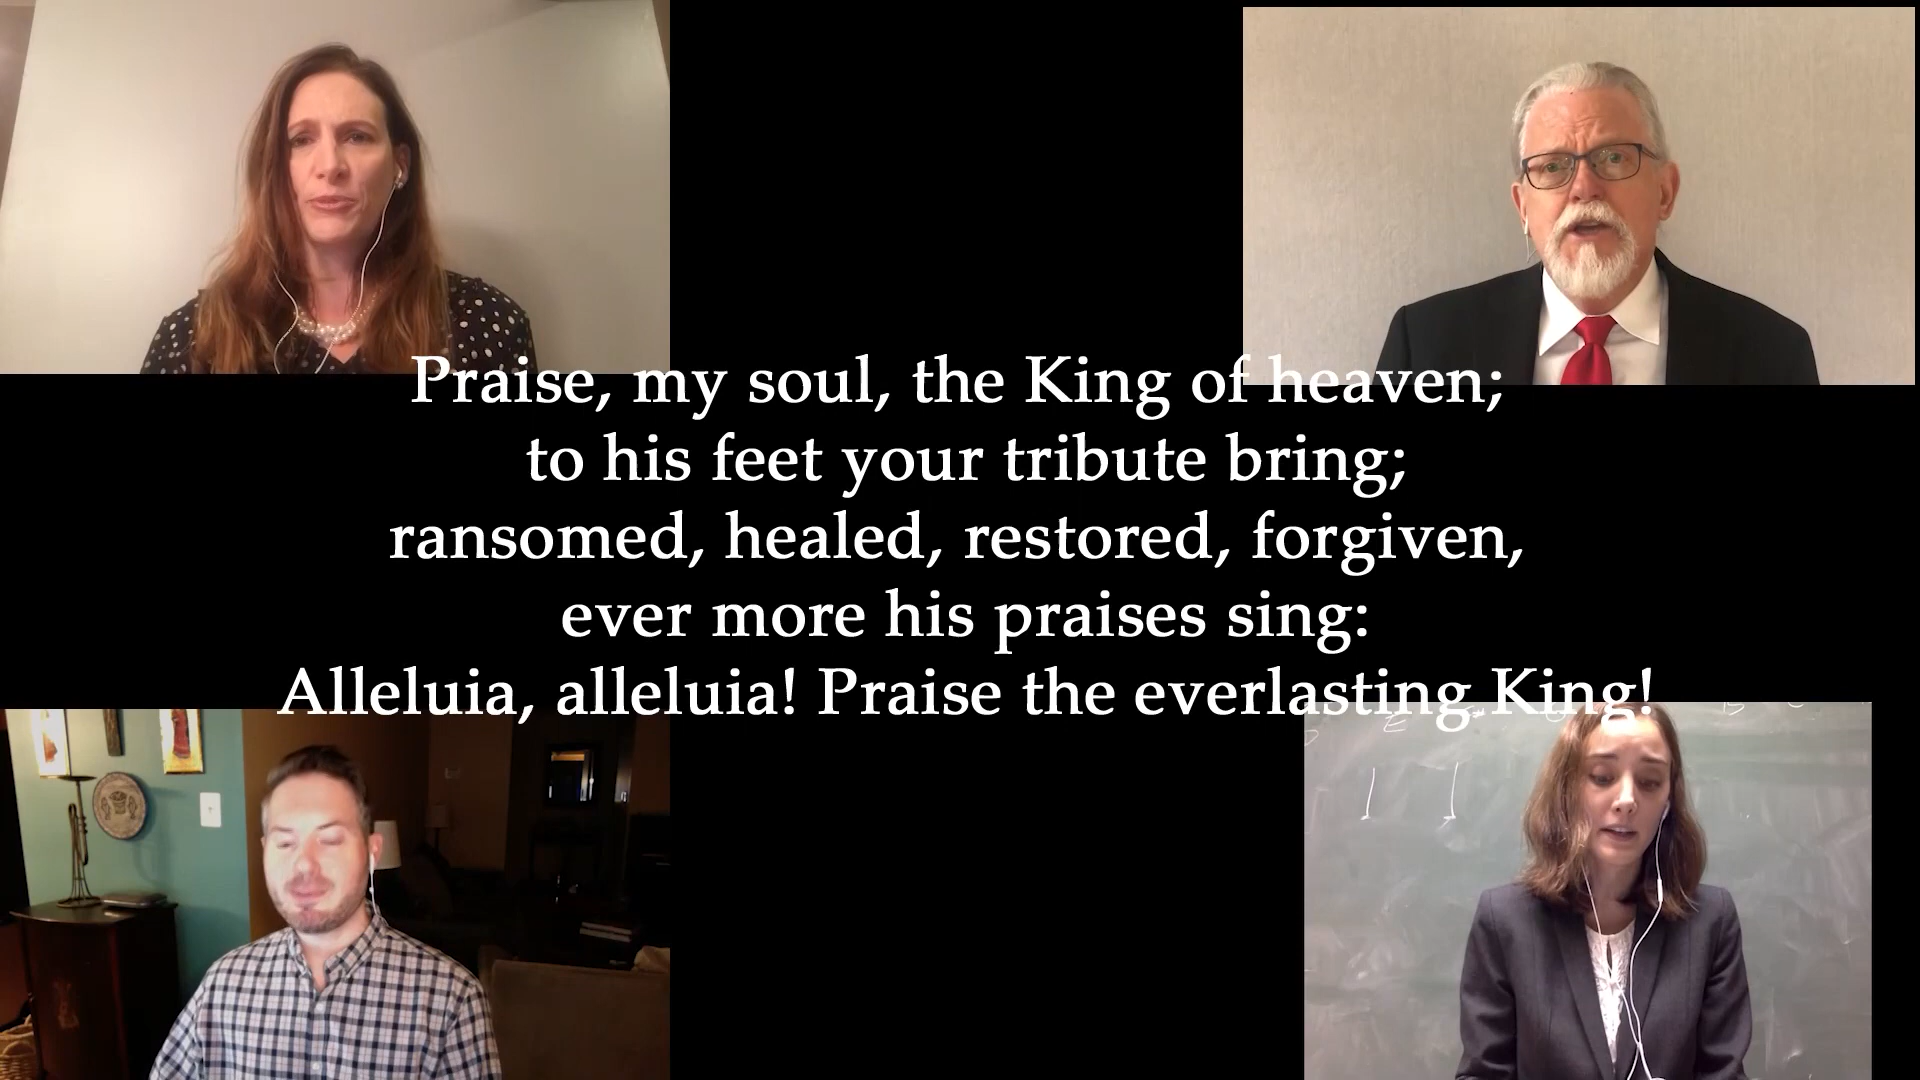 Praise, my soul, the King of heaven;
to his feet your tribute bring;
ransomed, healed, restored, forgiven,
ever more his praises sing:
Alleluia, alleluia! Praise the everlasting King!